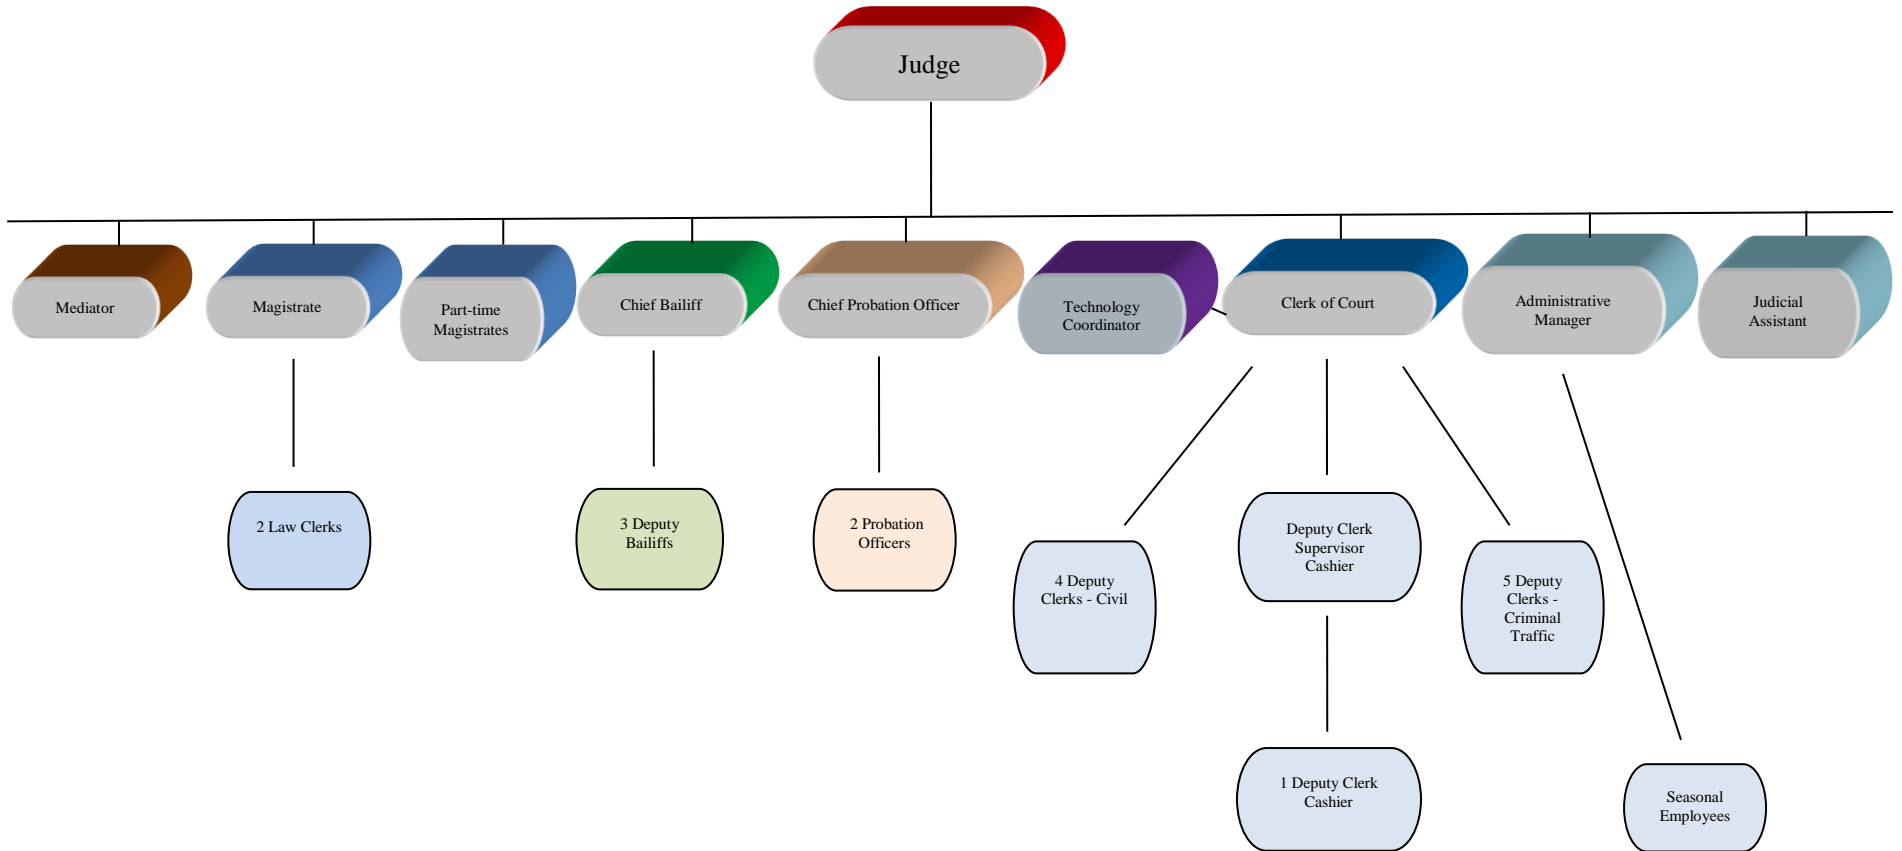 Judge
Mediator
Magistrate
Part-time
Magistrates
Chief Bailiff
Chief Probation Officer
Technology
Coordinator
Clerk of Court
Administrative
Manager
Judicial
Assistant
2 Law Clerks
3 Deputy
Bailiffs
2 Probation
Officers
4 Deputy
Clerks - Civil
Deputy Clerk
Supervisor
Cashier
5 Deputy
Clerks -
Criminal
Traffic
1 Deputy Clerk
Cashier
Seasonal
Employees